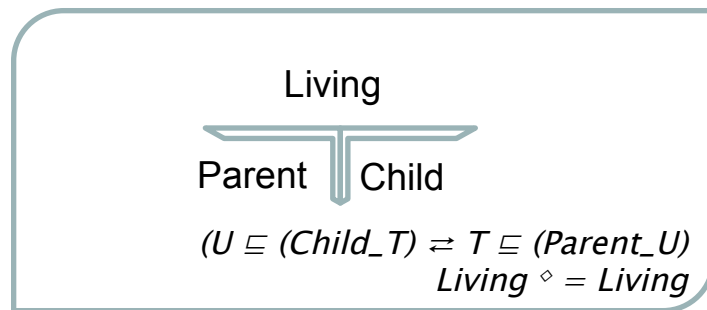 Living
Parent Child
(U ⊑ (Child_T) ⇄ T ⊑ (Parent_U)
Living ⋄ = Living